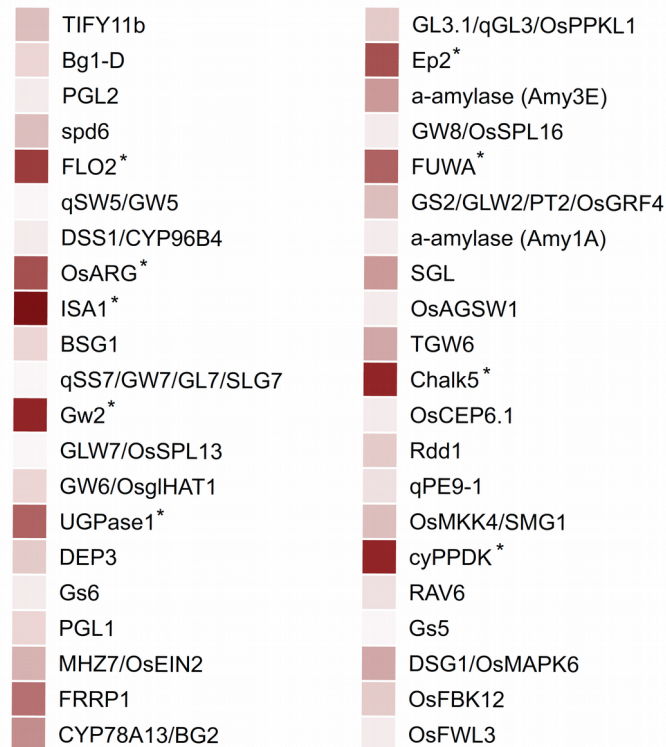 TIFY11b
Bg1-D
PGL2
spd6
FLO2*
qSW5/GW5
DSS1/CYP96B4
OsARG*
ISA1*
BSG1
qSS7/GW7/GL7/SLG7
Gw2*
GLW7/OsSPL13
GW6/OsglHAT1
UGPase1*
DEP3
Gs6
PGL1
MHZ7/OsEIN2
FRRP1
CYP78A13/BG2
GL3.1/qGL3/OsPPKL1
Ep2*
a-amylase (Amy3E)
GW8/OsSPL16
FUWA*
GS2/GLW2/PT2/OsGRF4
a-amylase (Amy1A)
SGL
OsAGSW1
TGW6
Chalk5*
OsCEP6.1
Rdd1
qPE9-1
OsMKK4/SMG1
cyPPDK*
RAV6
Gs5
DSG1/OsMAPK6
OsFBK12
OsFWL3